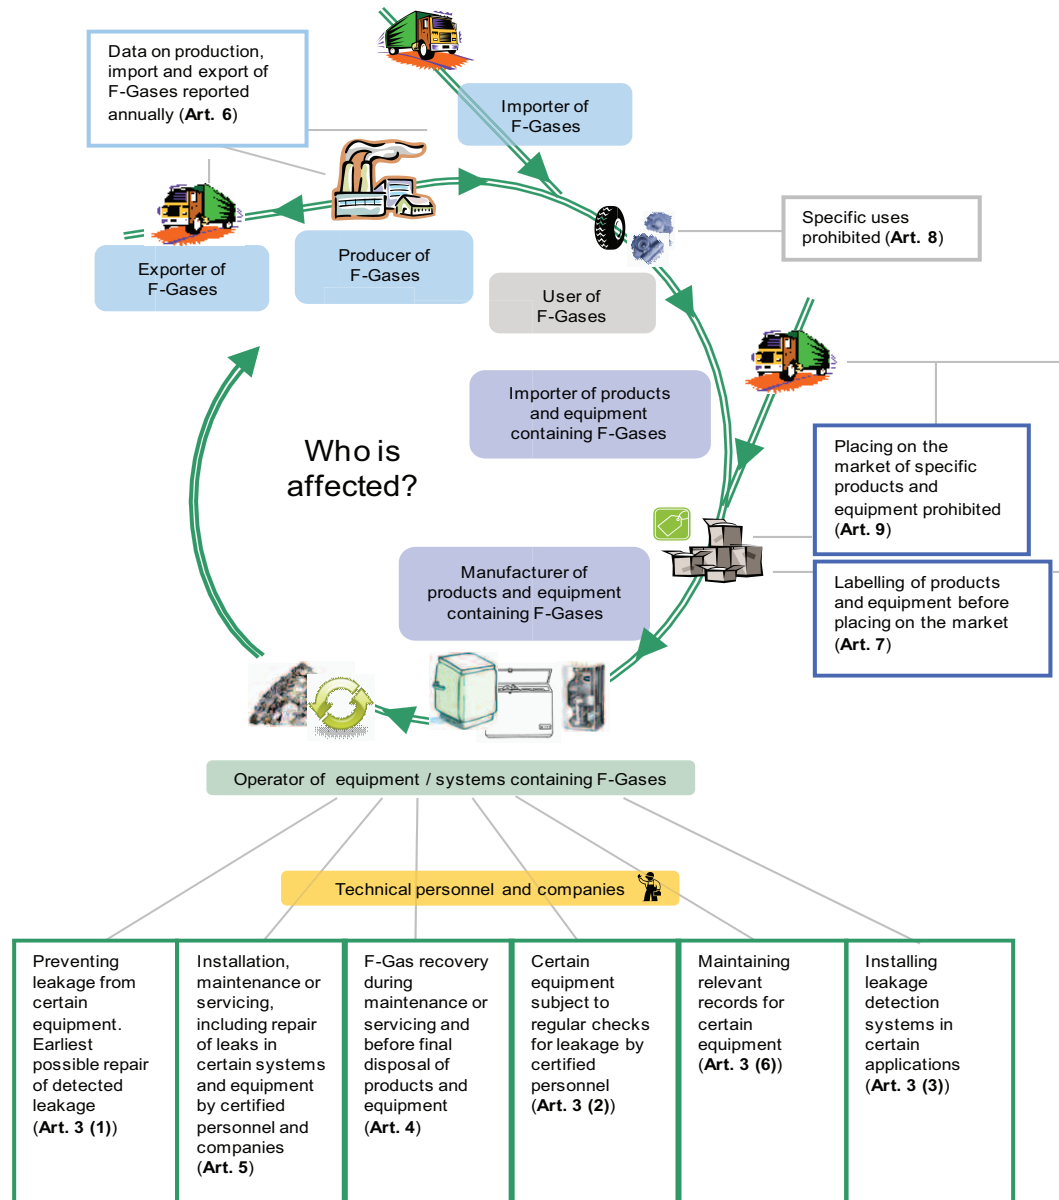 Data on production,
import and export of
F-Gases reported
annually (Art. 6)
Importer of
F-Gases
Exporter of
F-Gases
Producer of
F-Gases
Specific uses
prohibited (Art. 8)
User of
F-Gases
Importer of products
and equipment
containing F-Gases
Who is
affected?
Placing on the
market of specific
products and
equipment prohibited
(Art. 9)
Manufacturer of
products and equipment
containing F-Gases
Labelling of products
and equipment before
placing on the market
(Art. 7)
Operator of equipment / systems containing F-Gases
Technical personnel and companies
Preventing
leakage from
certain
equipment.
Earliest
possible repair
of detected
leakage
(Art. 3 (1))
Installation,
maintenance or
servicing,
including repair
of leaks in
certain systems
and equipment
by certified
personnel and
companies
(Art. 5)
F-Gas recovery
during
maintenance or
servicing and
before final
disposal of
products and
equipment
(Art. 4)
Certain
equipment
subject to
regular checks
for leakage by
certified
personnel
(Art. 3 (2))
Maintaining
relevant
records for
certain
equipment
(Art. 3 (6))
Installing
leakage
detection
systems in
certain
applications
(Art. 3 (3))